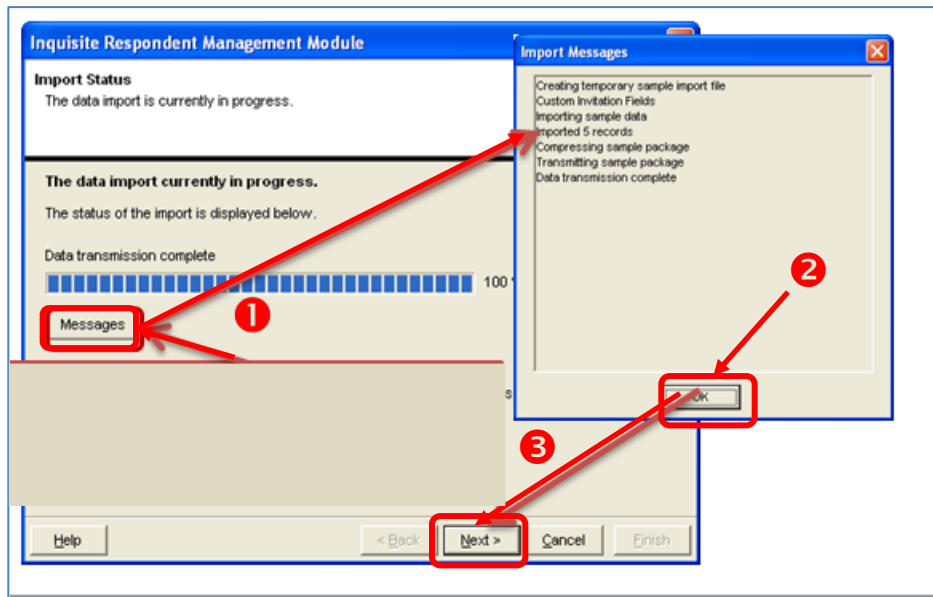 Inquisite Respondent Management Module
Import Status
The data import is currently in progress.
The data import currently in progress.
The status of the import is displayed below.
Data transmission complete
100
1
Messages
s
Help
< Back
Next >
Cancel
Finish
Import Messages
Creating temporary sample import file
Custom Invitation Fields
Importing sample data
Imported 5 records
Compressing sample package
Transmitting sample package
Data transmission complete
2
OK
3